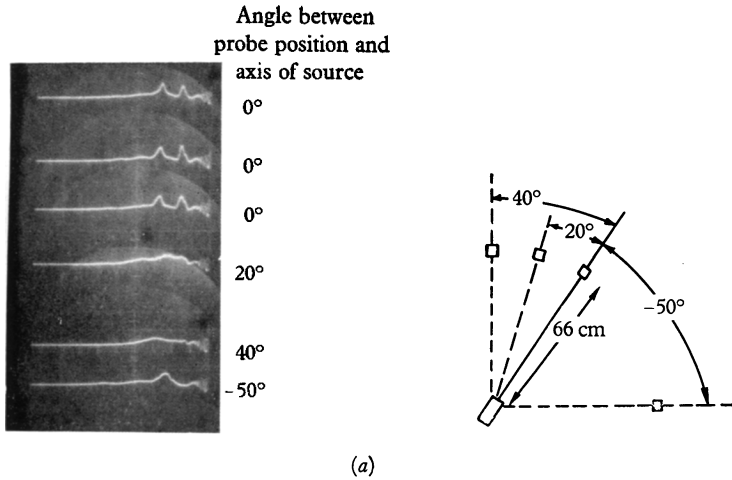 Angle between
probe position and
axis of source
0°
0°
0°
20°
40°
-50°
40°
20°
-50°
66 cm
(a)